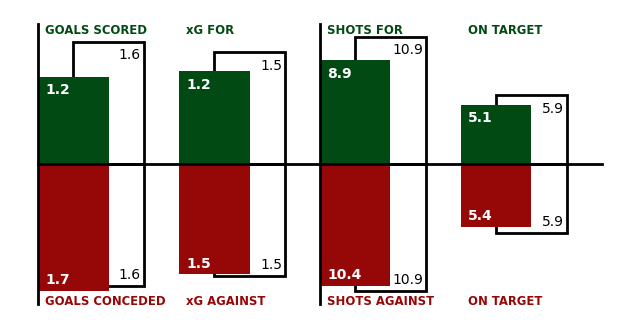 GOALS SCORED xG FOR SHOTS FOR ON TARGET
1.6 1.5 10.9 5.9
1.2 1.2 8.9 5.1
1.7 1.5 10.4 5.4
1.6 1.5 10.9 5.9
GOALS CONCEDED xG AGAINST SHOTS AGAINST ON TARGET